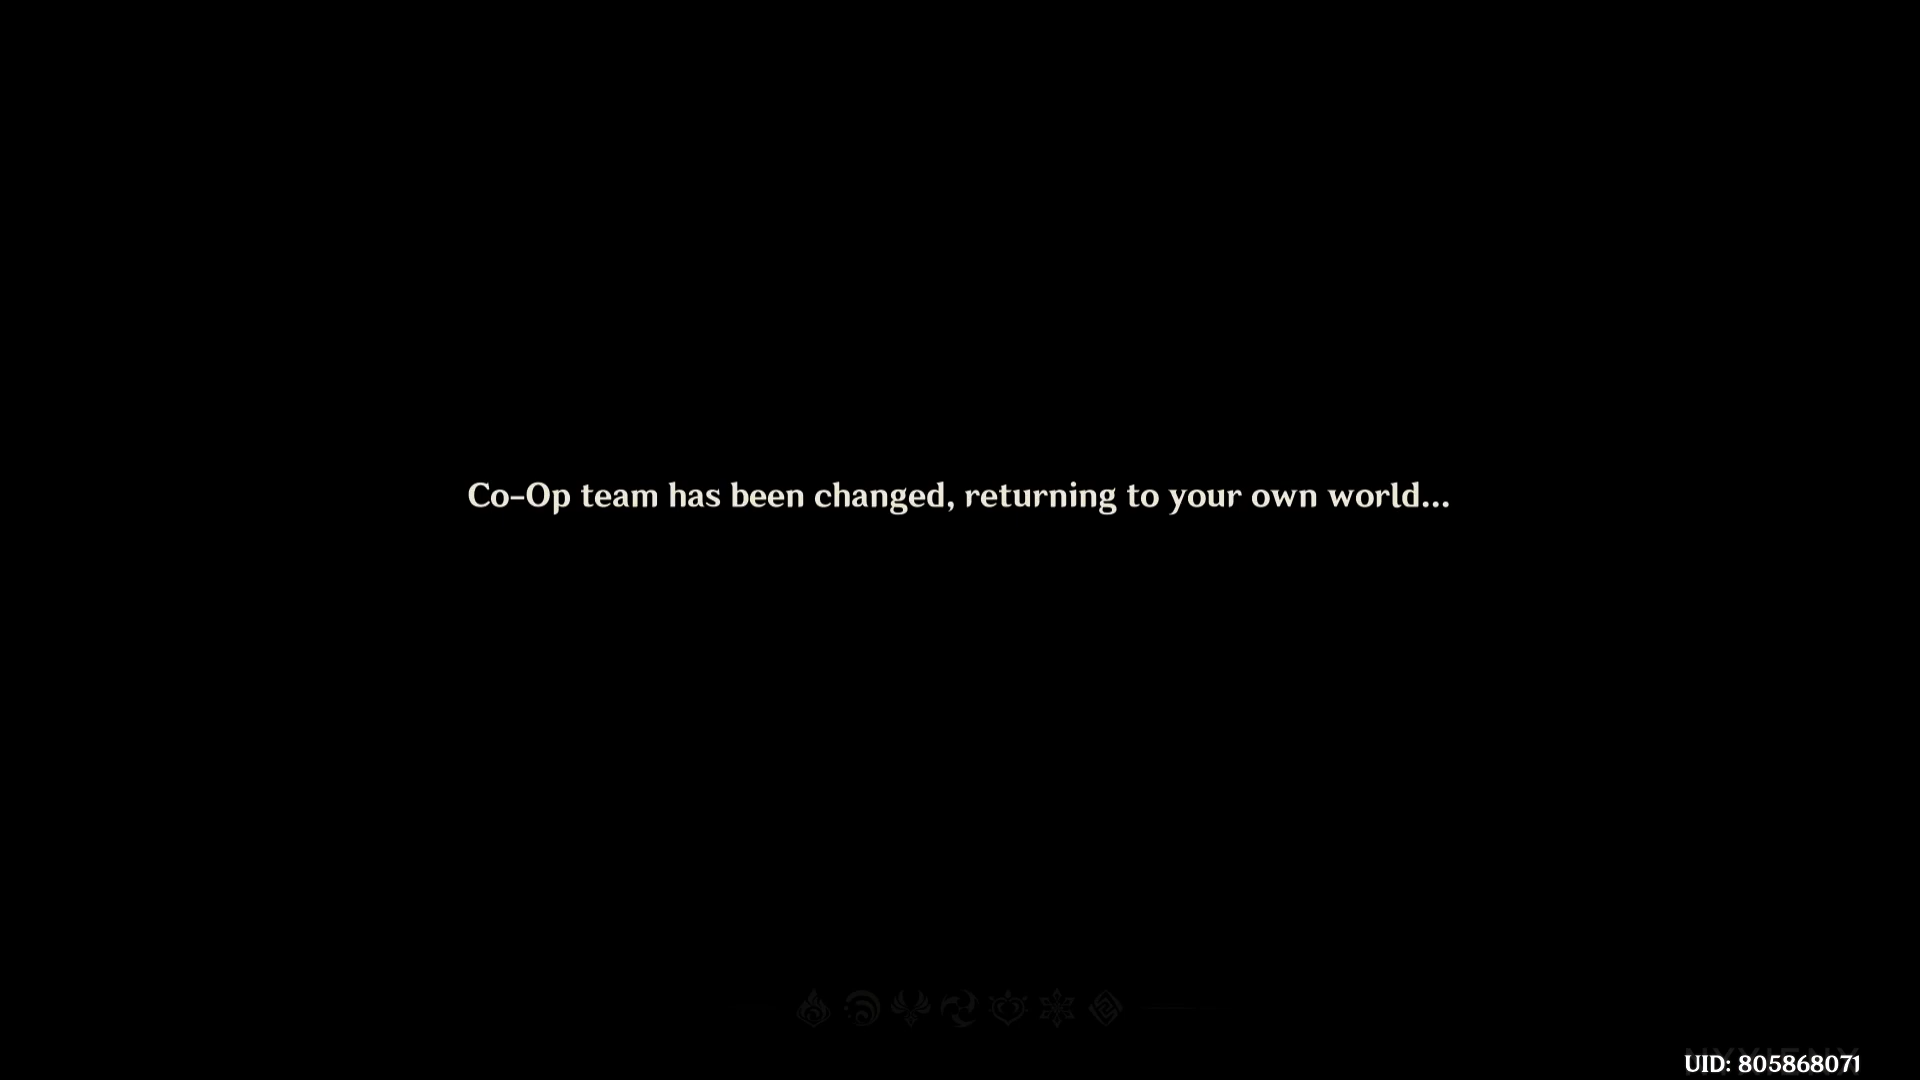 Co-Op team has been changed, returning to your own world...
UID: 805868071